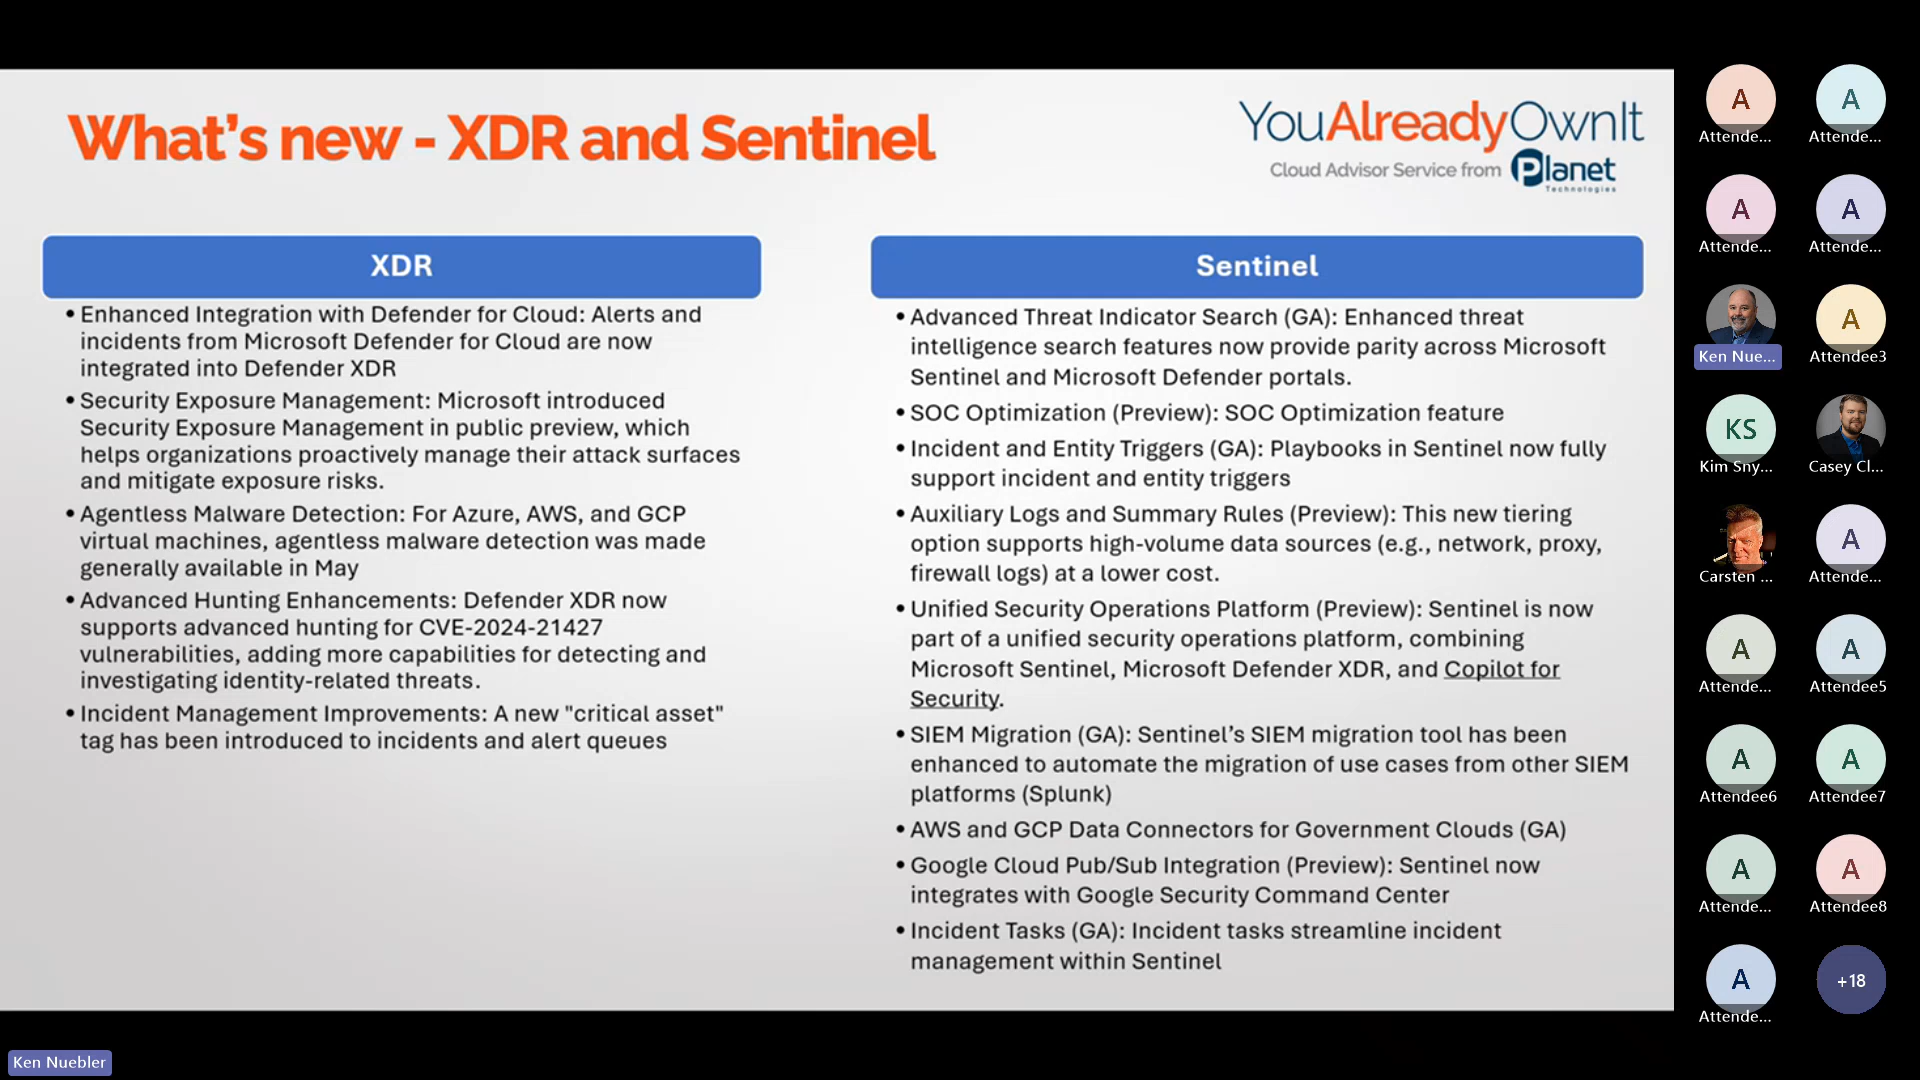 What's new - XDR and Sentinel
YouAlreadyOwnIt
Cloud Advisor Service from Planet
Technologies
XDR
• Enhanced Integration with Defender for Cloud: Alerts and
incidents from Microsoft Defender for Cloud are now
integrated into Defender XDR
• Security Exposure Management: Microsoft introduced
Security Exposure Management in public preview, which
helps organizations proactively manage their attack surfaces
and mitigate exposure risks.
• Agentless Malware Detection: For Azure, AWS, and GCP
virtual machines, agentless malware detection was made
generally available in May
• Advanced Hunting Enhancements: Defender XDR now
supports advanced hunting for CVE-2024-21427
vulnerabilities, adding more capabilities for detecting and
investigating identity-related threats.
• Incident Management Improvements: A new "critical asset"
tag has been introduced to incidents and alert queues
Sentinel
• Advanced Threat Indicator Search (GA): Enhanced threat
intelligence search features now provide parity across Microsoft
Sentinel and Microsoft Defender portals.
• SOC Optimization (Preview): SOC Optimization feature
• Incident and Entity Triggers (GA): Playbooks in Sentinel now fully
support incident and entity triggers
• Auxiliary Logs and Summary Rules (Preview): This new tiering
option supports high-volume data sources (e.g., network, proxy,
firewall logs) at a lower cost.
• Unified Security Operations Platform (Preview): Sentinel is now
part of a unified security operations platform, combining
Microsoft Sentinel, Microsoft Defender XDR, and Copilot for
Security.
• SIEM Migration (GA): Sentinel's SIEM migration tool has been
enhanced to automate the migration of use cases from other SIEM
platforms (Splunk)
• AWS and GCP Data Connectors for Government Clouds (GA)
• Google Cloud Pub/Sub Integration (Preview): Sentinel now
integrates with Google Security Command Center
• Incident Tasks (GA): Incident tasks streamline incident
management within Sentinel
A
Attende...
A
Attende...
A
Attende...
A
Attende...
Ken Nue...
A
Attendee3
KS
Kim Sny...
Casey Cl...
Carsten ...
A
Attende...
A
Attende...
A
Attendee5
A
Attendee6
A
Attendee7
A
Attende...
A
Attendee8
A
Attende...
+18
Ken Nuebler